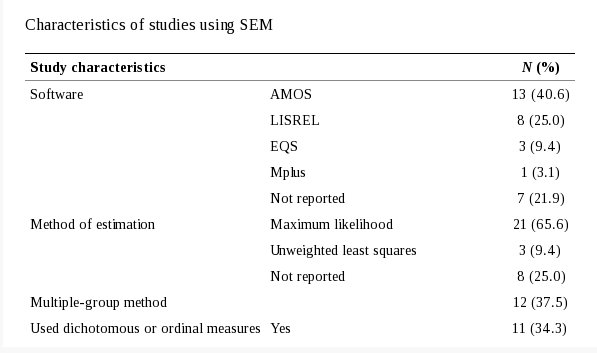 Characteristics of studies using SEM
Study characteristics N (%)
Software AMOS 13 (40.6)
LISREL 8 (25.0)
EQS 3 (9.4)
Mplus 1 (3.1)
Not reported 7 (21.9)
Method of estimation Maximum likelihood 21 (65.6)
Unweighted least squares 3 (9.4)
Not reported 8 (25.0)
Multiple-group method 12 (37.5)
Used dichotomous or ordinal measures Yes 11 (34.3)